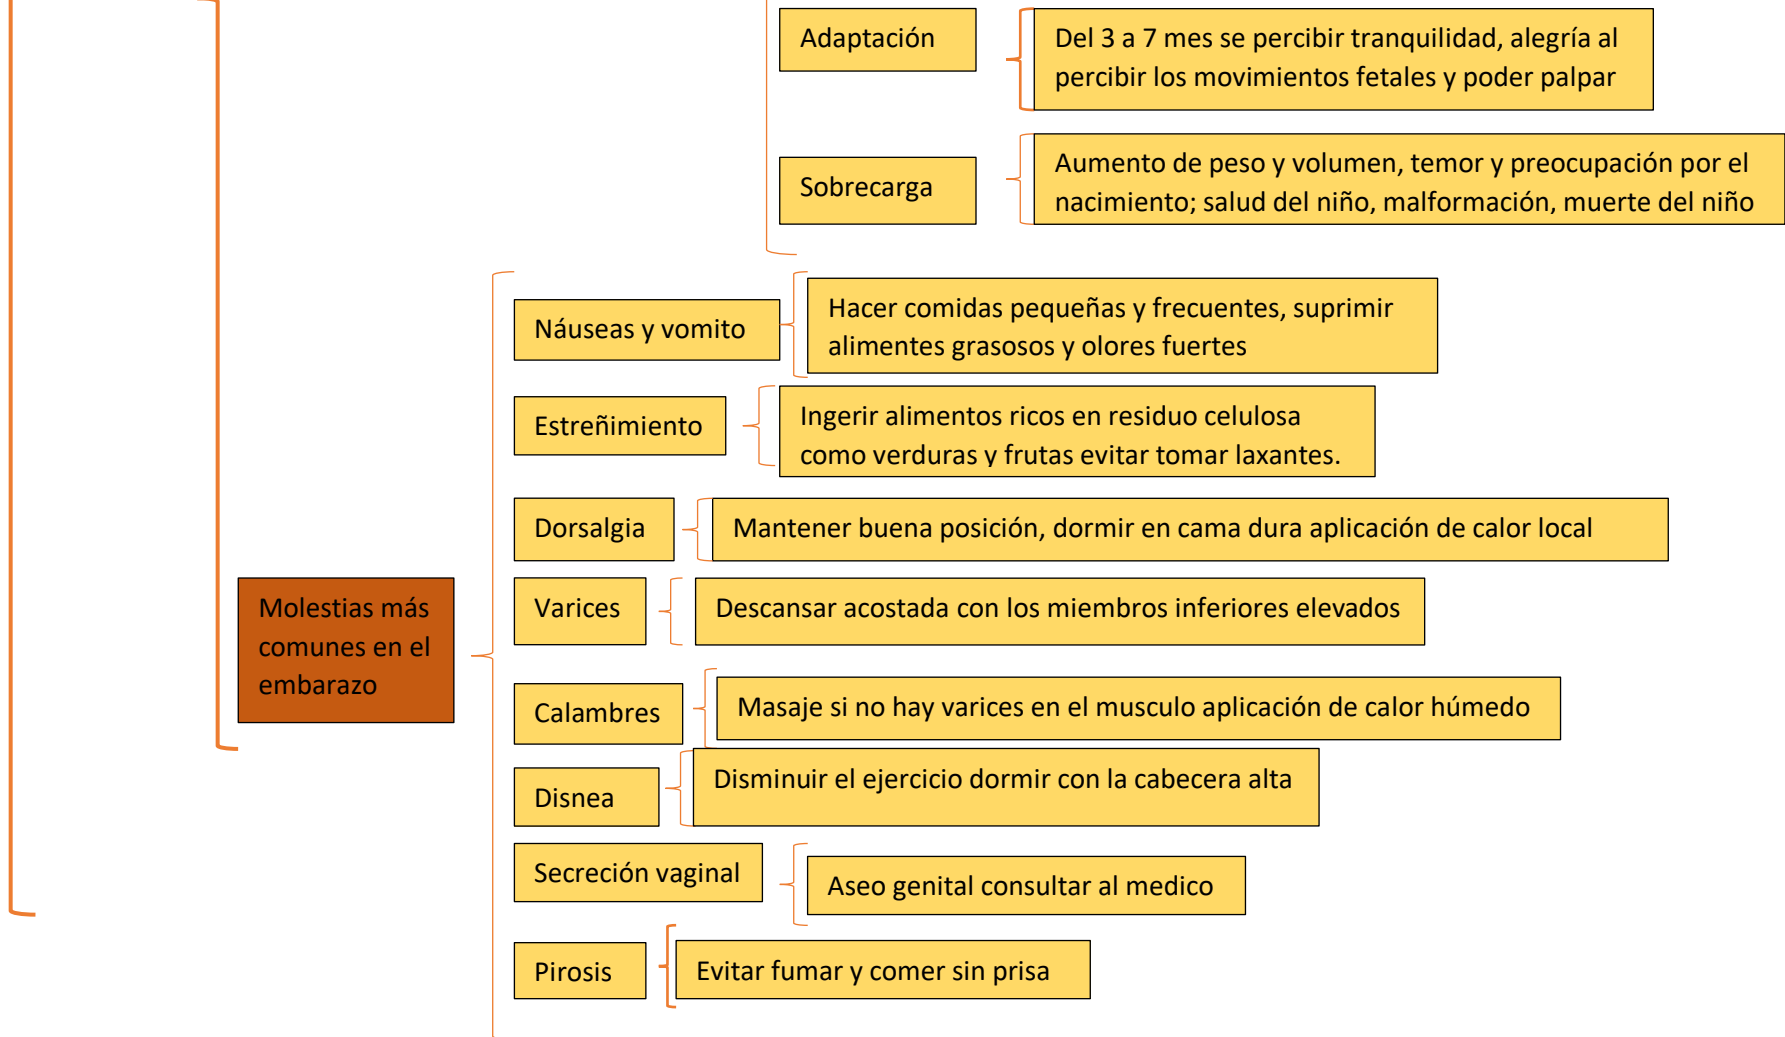 Adaptación
Del 3 a 7 mes se percibir tranquilidad, alegría al
percibir los movimientos fetales y poder palpar
Sobrecarga
Aumento de peso y volumen, temor y preocupación por el
nacimiento; salud del niño, malformación, muerte del niño
Molestias más
comunes en el
embarazo
Náuseas y vomito
Hacer comidas pequeñas y frecuentes, suprimir
alimentes grasosos y olores fuertes
Estreñimiento
Ingerir alimentos ricos en residuo celulosa
como verduras y frutas evitar tomar laxantes.
Dorsalgia
Mantener buena posición, dormir en cama dura aplicación de calor local
Varices
Descansar acostada con los miembros inferiores elevados
Calambres
Masaje si no hay varices en el musculo aplicación de calor húmedo
Disnea
Disminuir el ejercicio dormir con la cabecera alta
Secreción vaginal
Aseo genital consultar al medico
Pirosis
Evitar fumar y comer sin prisa